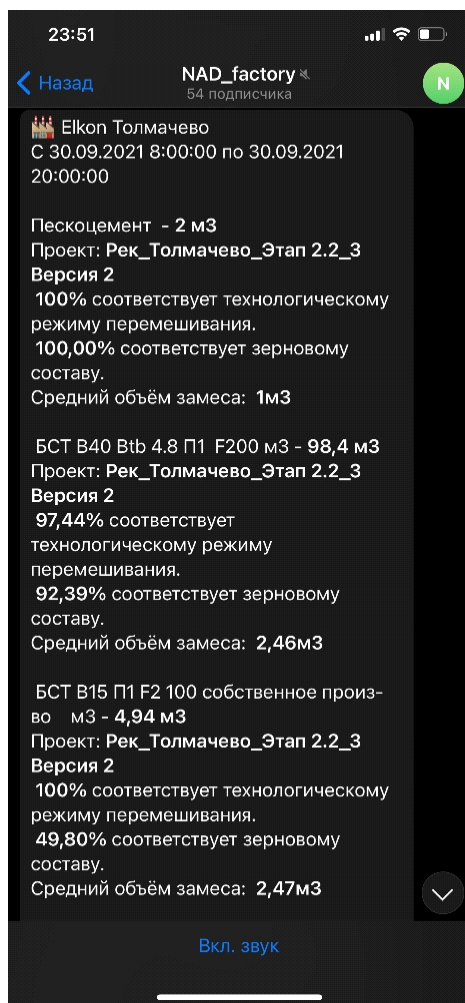 23:51
Назад
NAD_factory
54 подписчика
N
Elkon Толмачево
С 30.09.2021 8:00:00 по 30.09.2021
20:00:00
Пескоцемент - 2 м3
Проект: Рек_Толмачево_Этап 2.2_3
Версия 2
100% соответствует технологическому
режиму перемешивания.
100,00% соответствует зерновому
составу.
Средний объём замеса: 1м3
БСТ В40 Btb 4.8 П1 F200 м3 - 98,4 м3
Проект: Рек_Толмачево_Этап 2.2_3
Версия 2
97,44% соответствует
технологическому режиму
перемешивания.
92,39% соответствует зерновому
составу.
Средний объём замеса: 2,46м3
БСТ В15 П1 F2 100 собственное произ-
во м3 - 4,94 м3
Проект: Рек_Толмачево_Этап 2.2_3
Версия 2
100% соответствует технологическому
режиму перемешивания.
49,80% соответствует зерновому
составу.
Средний объём замеса: 2,47м3
Вкл. звук